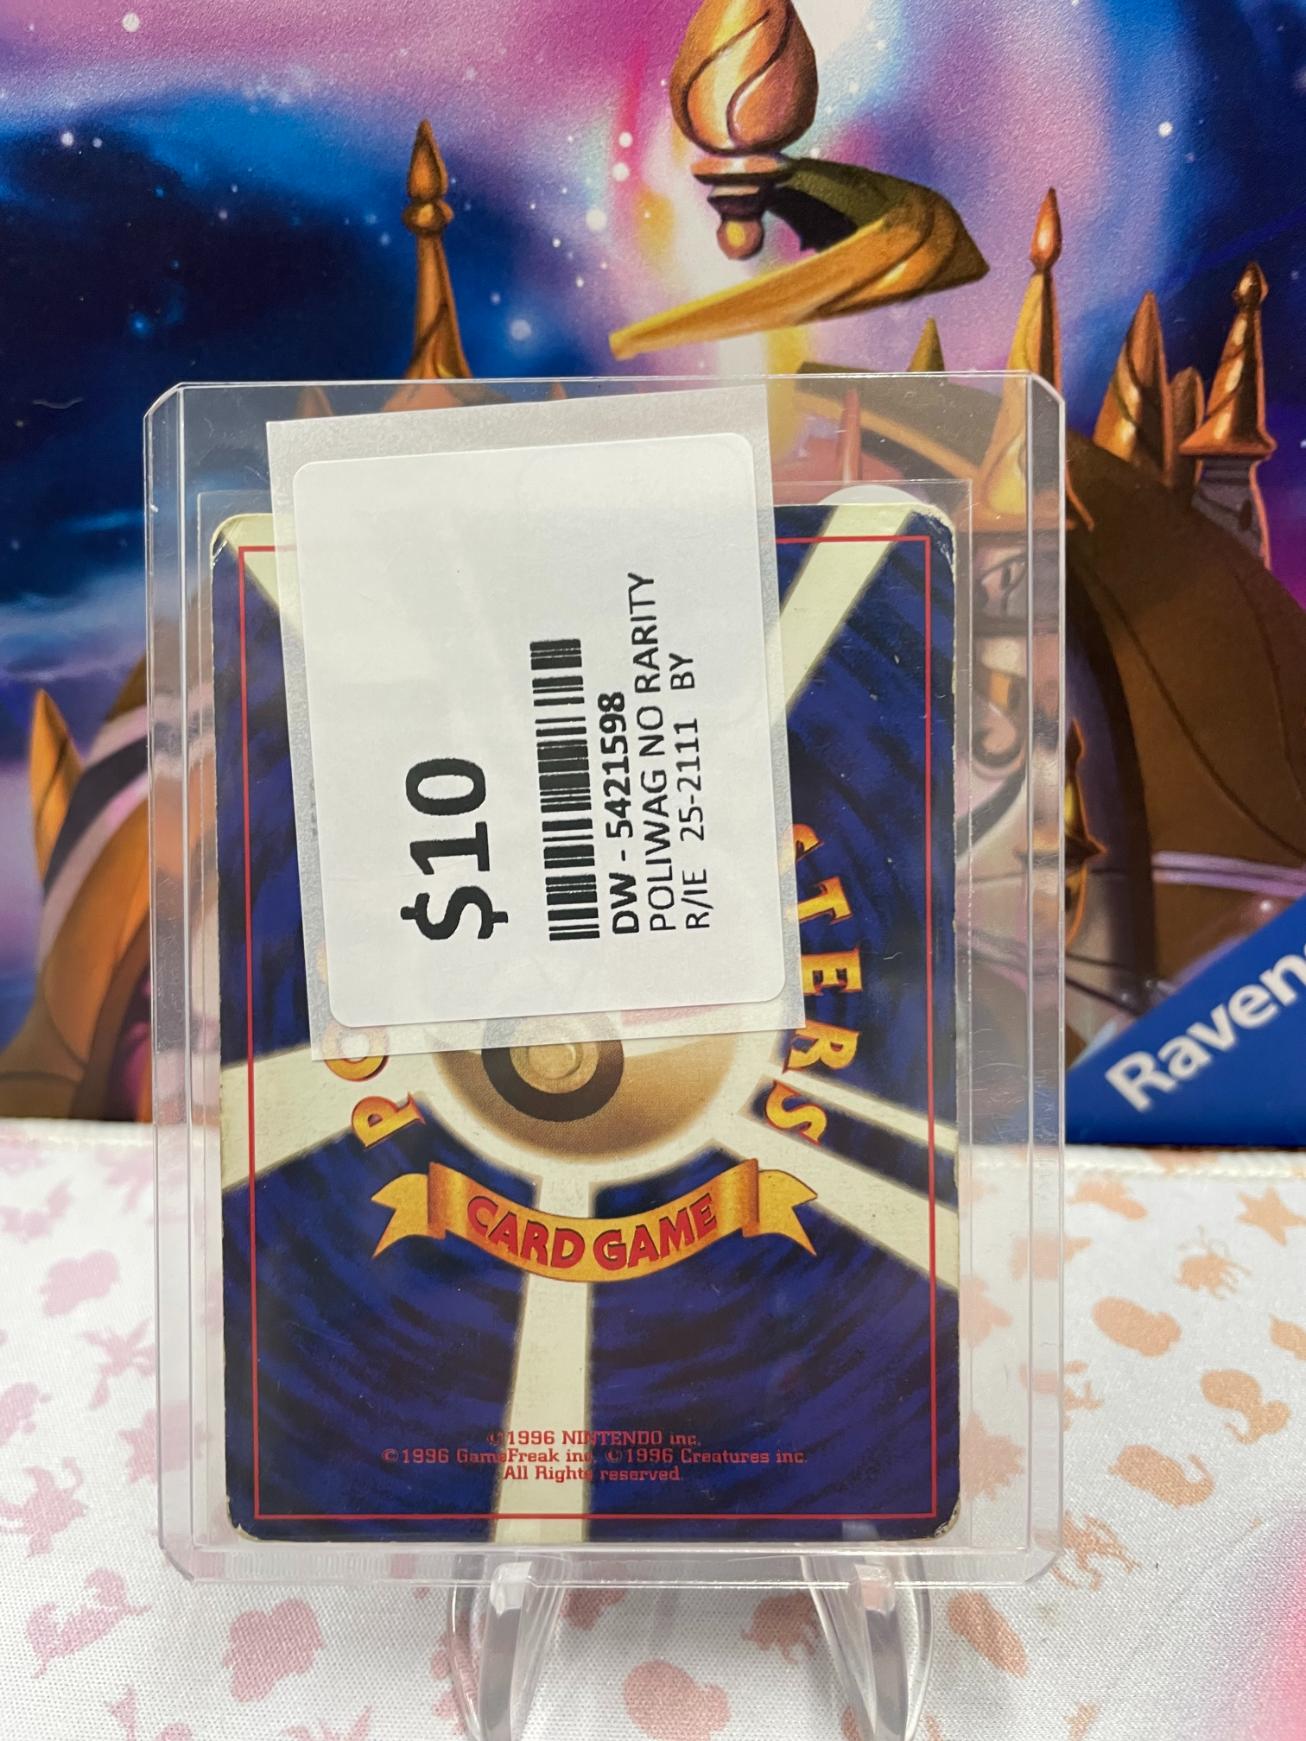 $10
DW - 5421598
POLIWAG NO RARITY
R/IE 25-2111 BY
STERS
CARD GAME
©1996 NINTENDO inc.
©1996 GameFreak inc. ©1996 Creatures inc.
All Rights reserved.